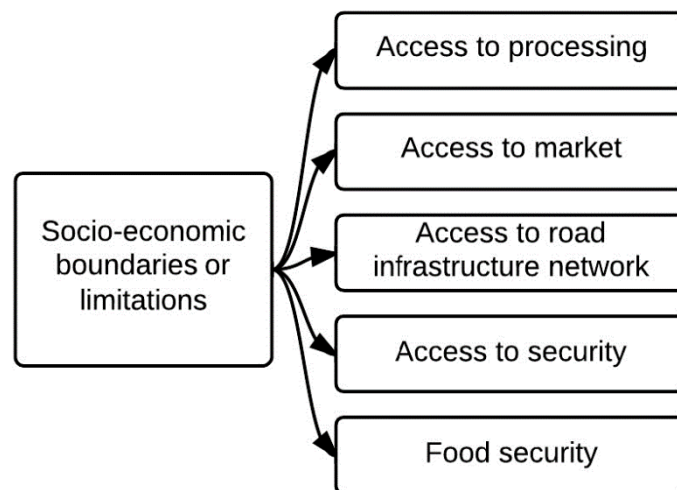 Access to processing
Access to market
Socio-economic
boundaries or
limitations
Access to road
infrastructure network
Access to security
Food security